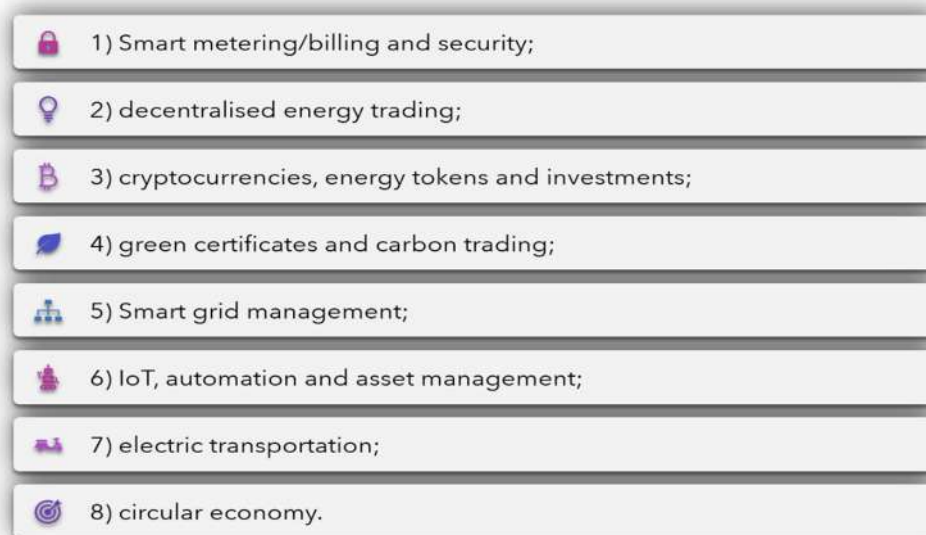 1) Smart metering/billing and security;
2) decentralised energy trading;
3) cryptocurrencies, energy tokens and investments;
4) green certificates and carbon trading;
5) Smart grid management;
6) IoT, automation and asset management;
7) electric transportation;
8) circular economy.